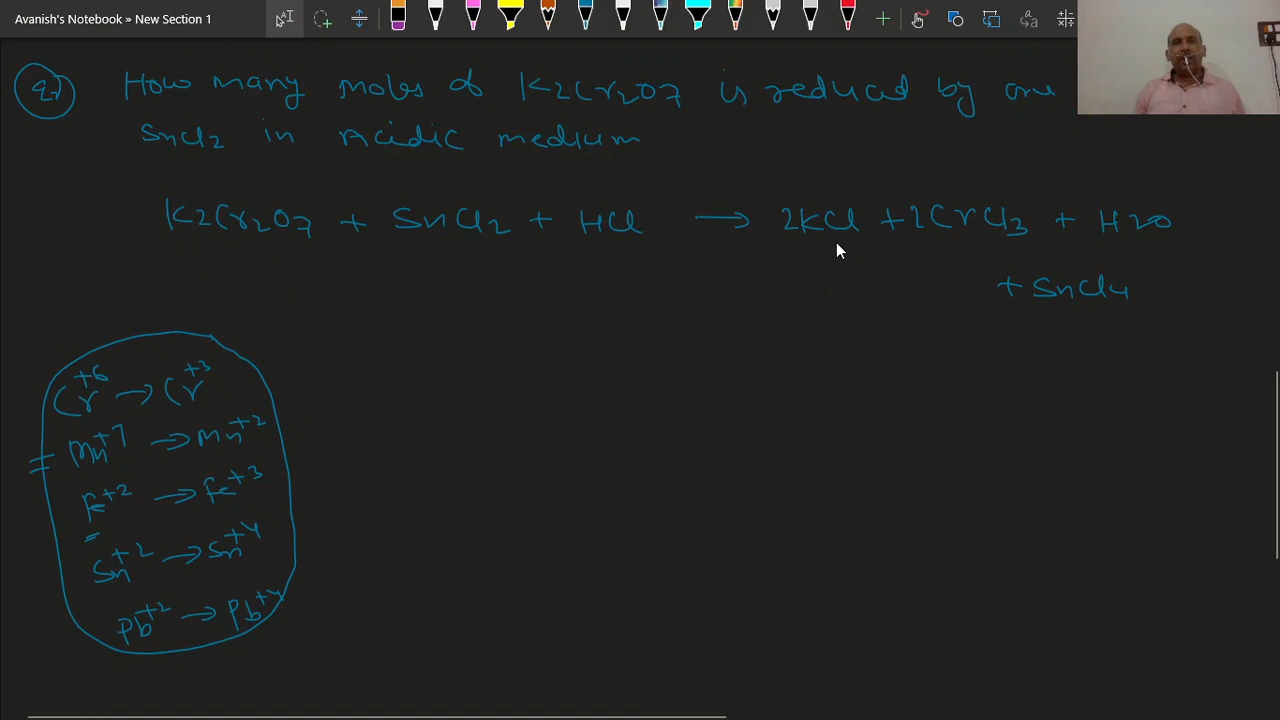 Avanish's Notebook » New Section 1
Q7) How many moles of K2Cr2O7 is reduced by one
SnCl2 in Acidic medium
K2Cr2O7 + SnCl2 + HCl → 2KCl + 2CrCl3 + H2O
+ SnCl4
Cr+6 → Cr+3
Mn+7 → Mn+2
Fe+2 → Fe+3
Sn+2 → Sn+4
Pb+2 → Pb+4